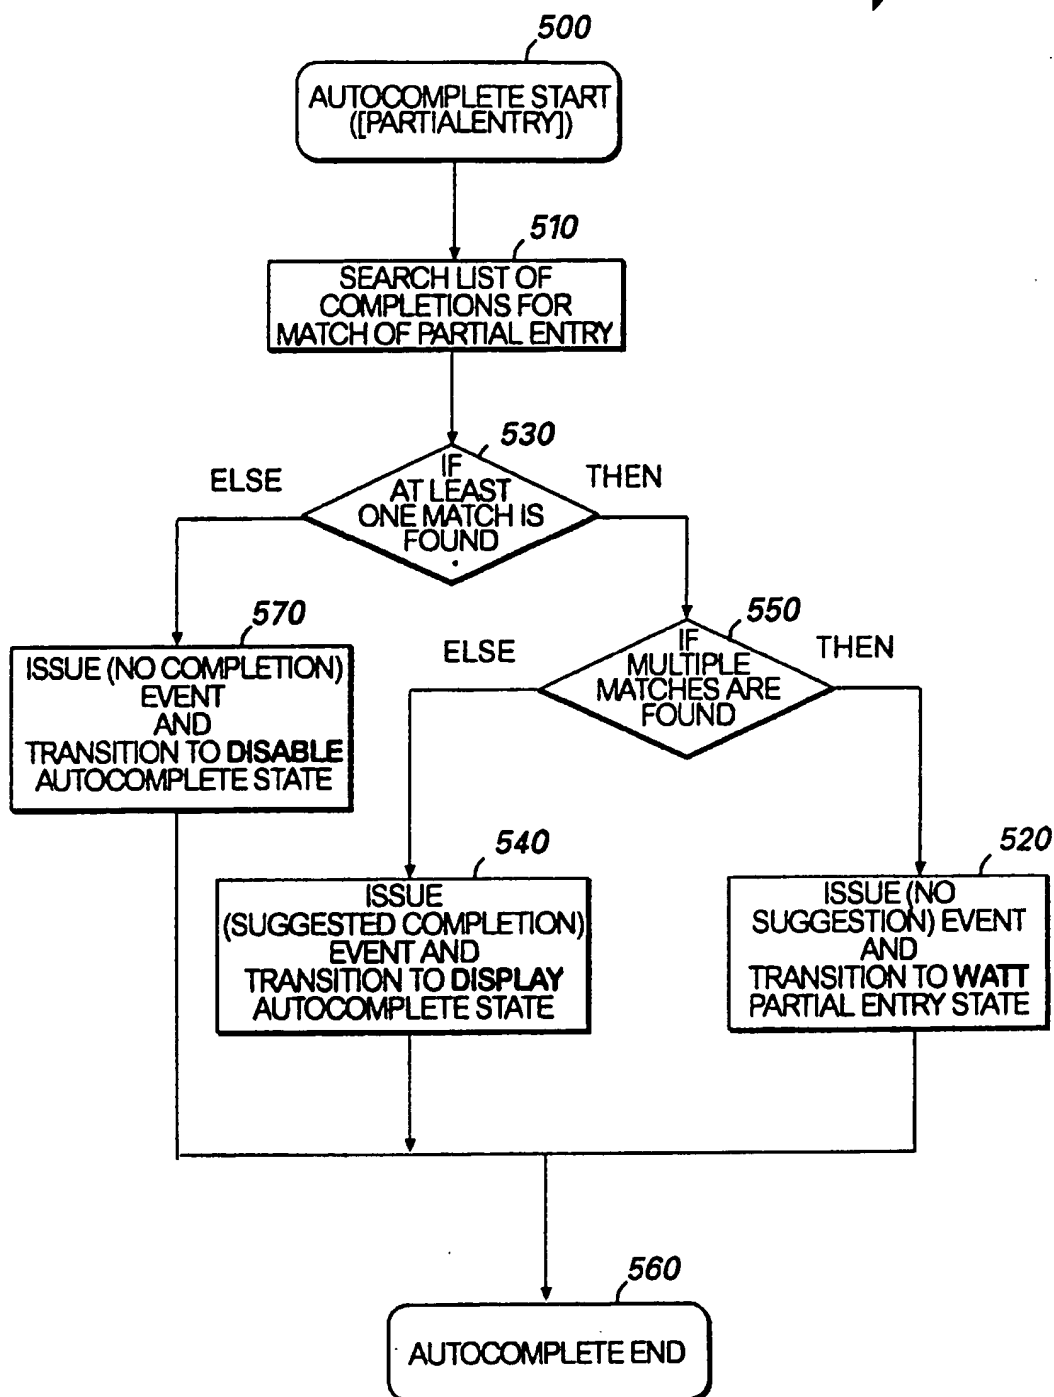 500
AUTOCOMPLETE START
([PARTIALENTRY])
510
SEARCH LIST OF
COMPLETIONS FOR
MATCH OF PARTIAL ENTRY
530
IF
AT LEAST
ONE MATCH IS
FOUND
ELSE
THEN
570
ISSUE (NO COMPLETION)
EVENT
AND
TRANSITION TO DISABLE
AUTOCOMPLETE STATE
550
IF
MULTIPLE
MATCHES ARE
FOUND
ELSE
THEN
540
ISSUE
(SUGGESTED COMPLETION)
EVENT AND
TRANSITION TO DISPLAY
AUTOCOMPLETE STATE
520
ISSUE (NO
SUGGESTION) EVENT
AND
TRANSITION TO WATT
PARTIAL ENTRY STATE
560
AUTOCOMPLETE END